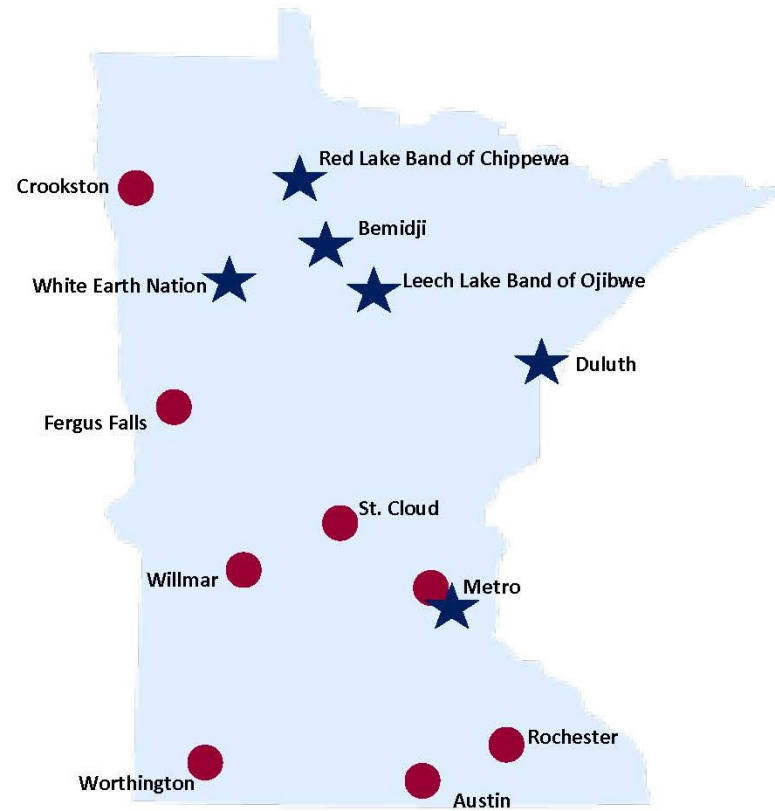 Red Lake Band of Chippewa
Crookston
Bemidji
White Earth Nation
Leech Lake Band of Ojibwe
Duluth
Fergus Falls
St. Cloud
Willmar
Metro
Rochester
Worthington
Austin